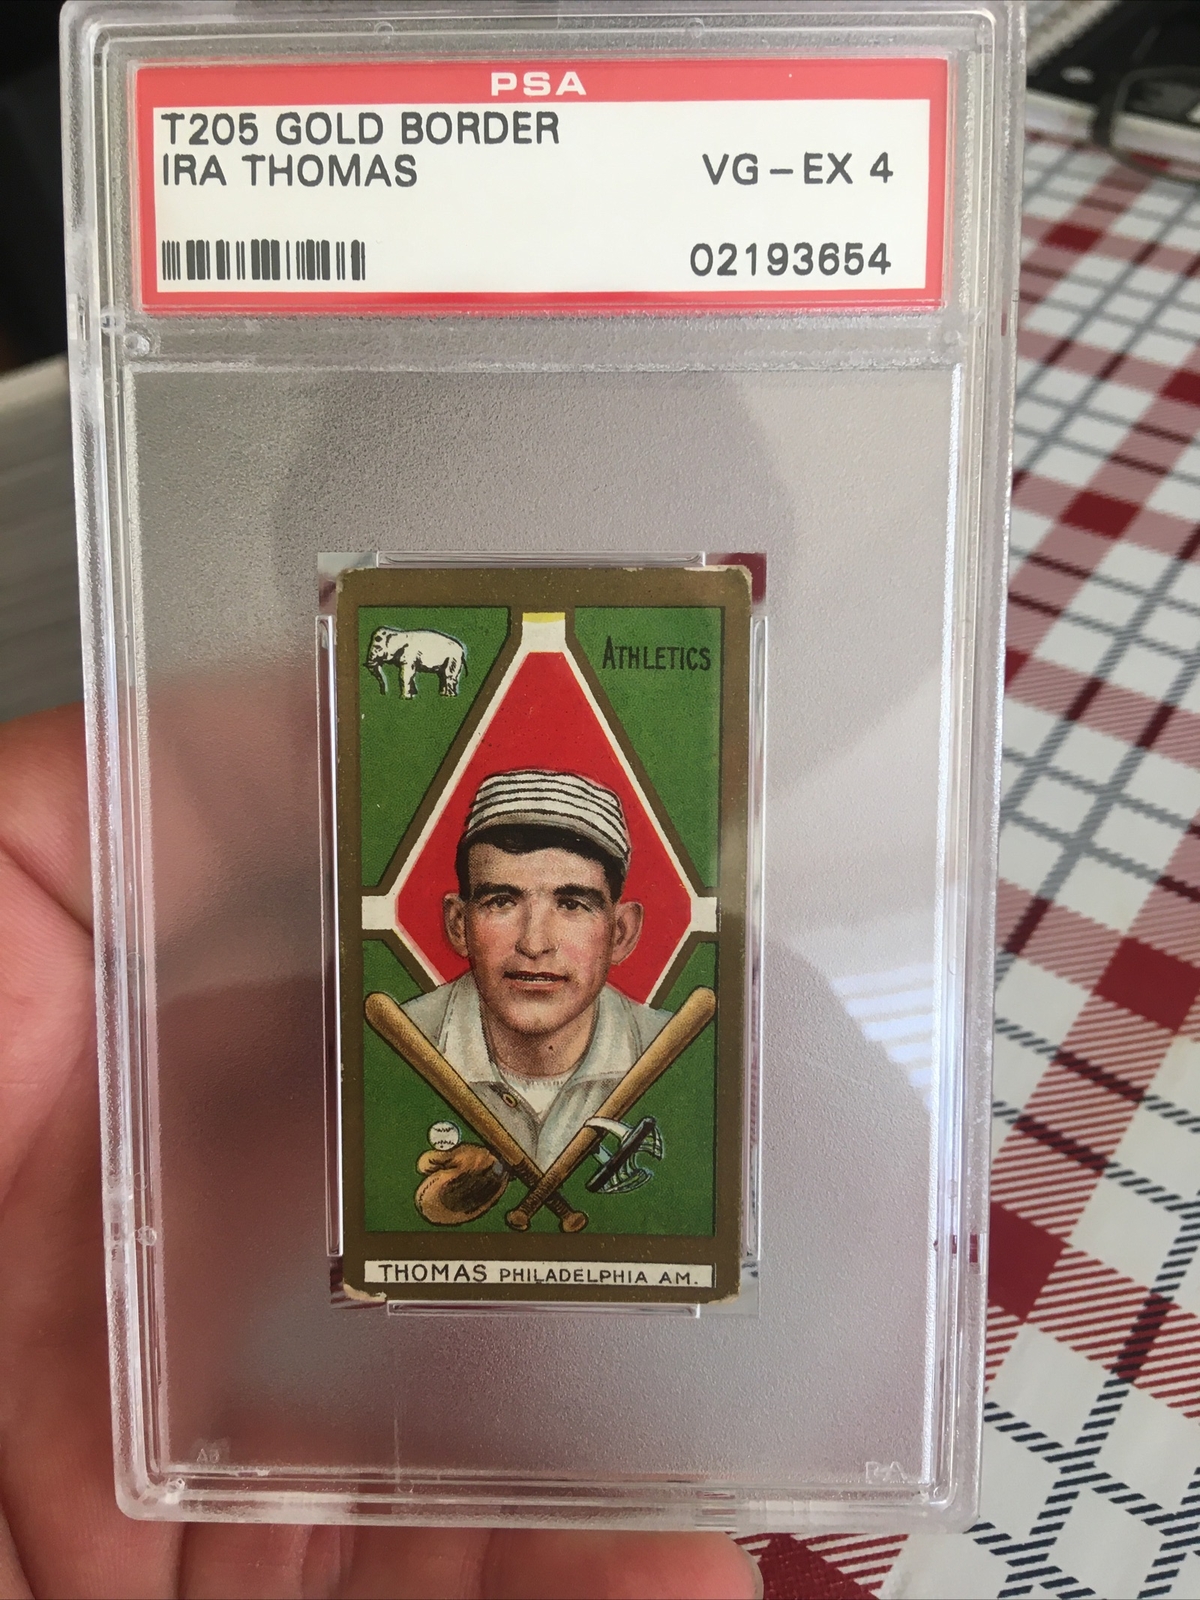 PSA
T205 GOLD BORDER
IRA THOMAS
VG-EX 4
02193654
ATHLETICS
THOMAS PHILADELPHIA AM.